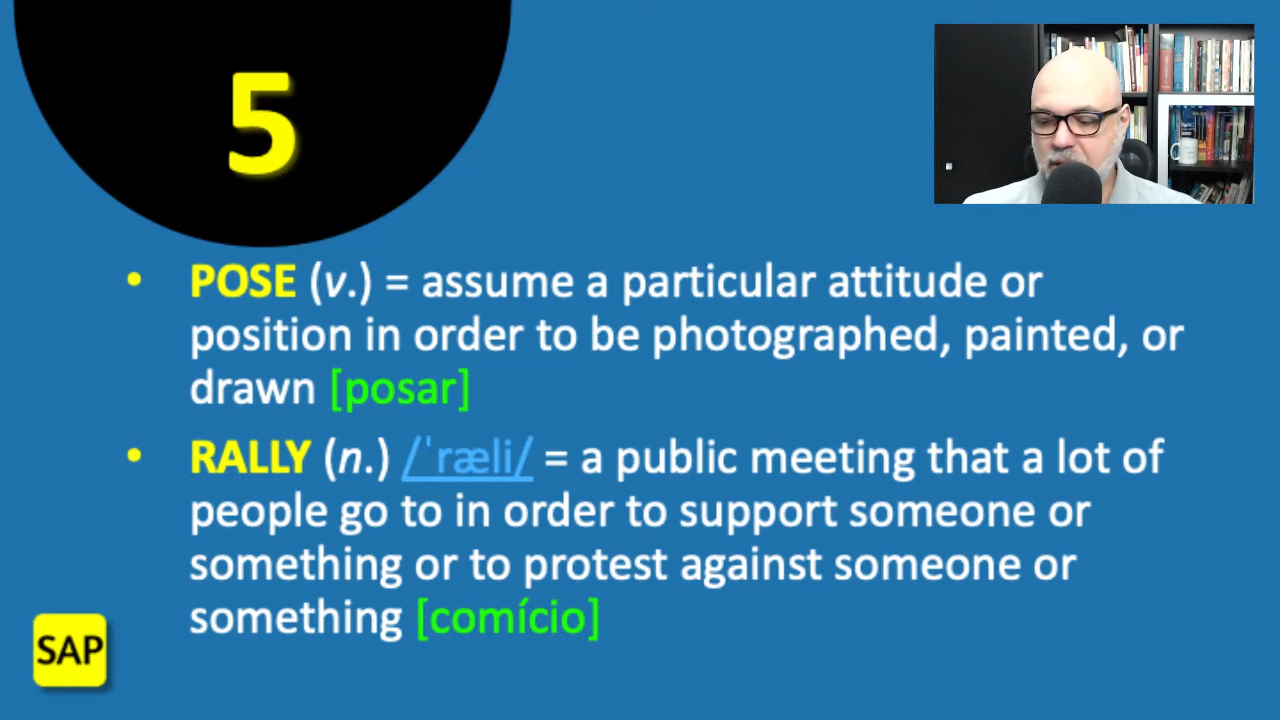 5
• POSE (v.) = assume a particular attitude or
position in order to be photographed, painted, or
drawn [posar]
• RALLY (n.) /ˈræli/ = a public meeting that a lot of
people go to in order to support someone or
something or to protest against someone or
something [comício]
SAP